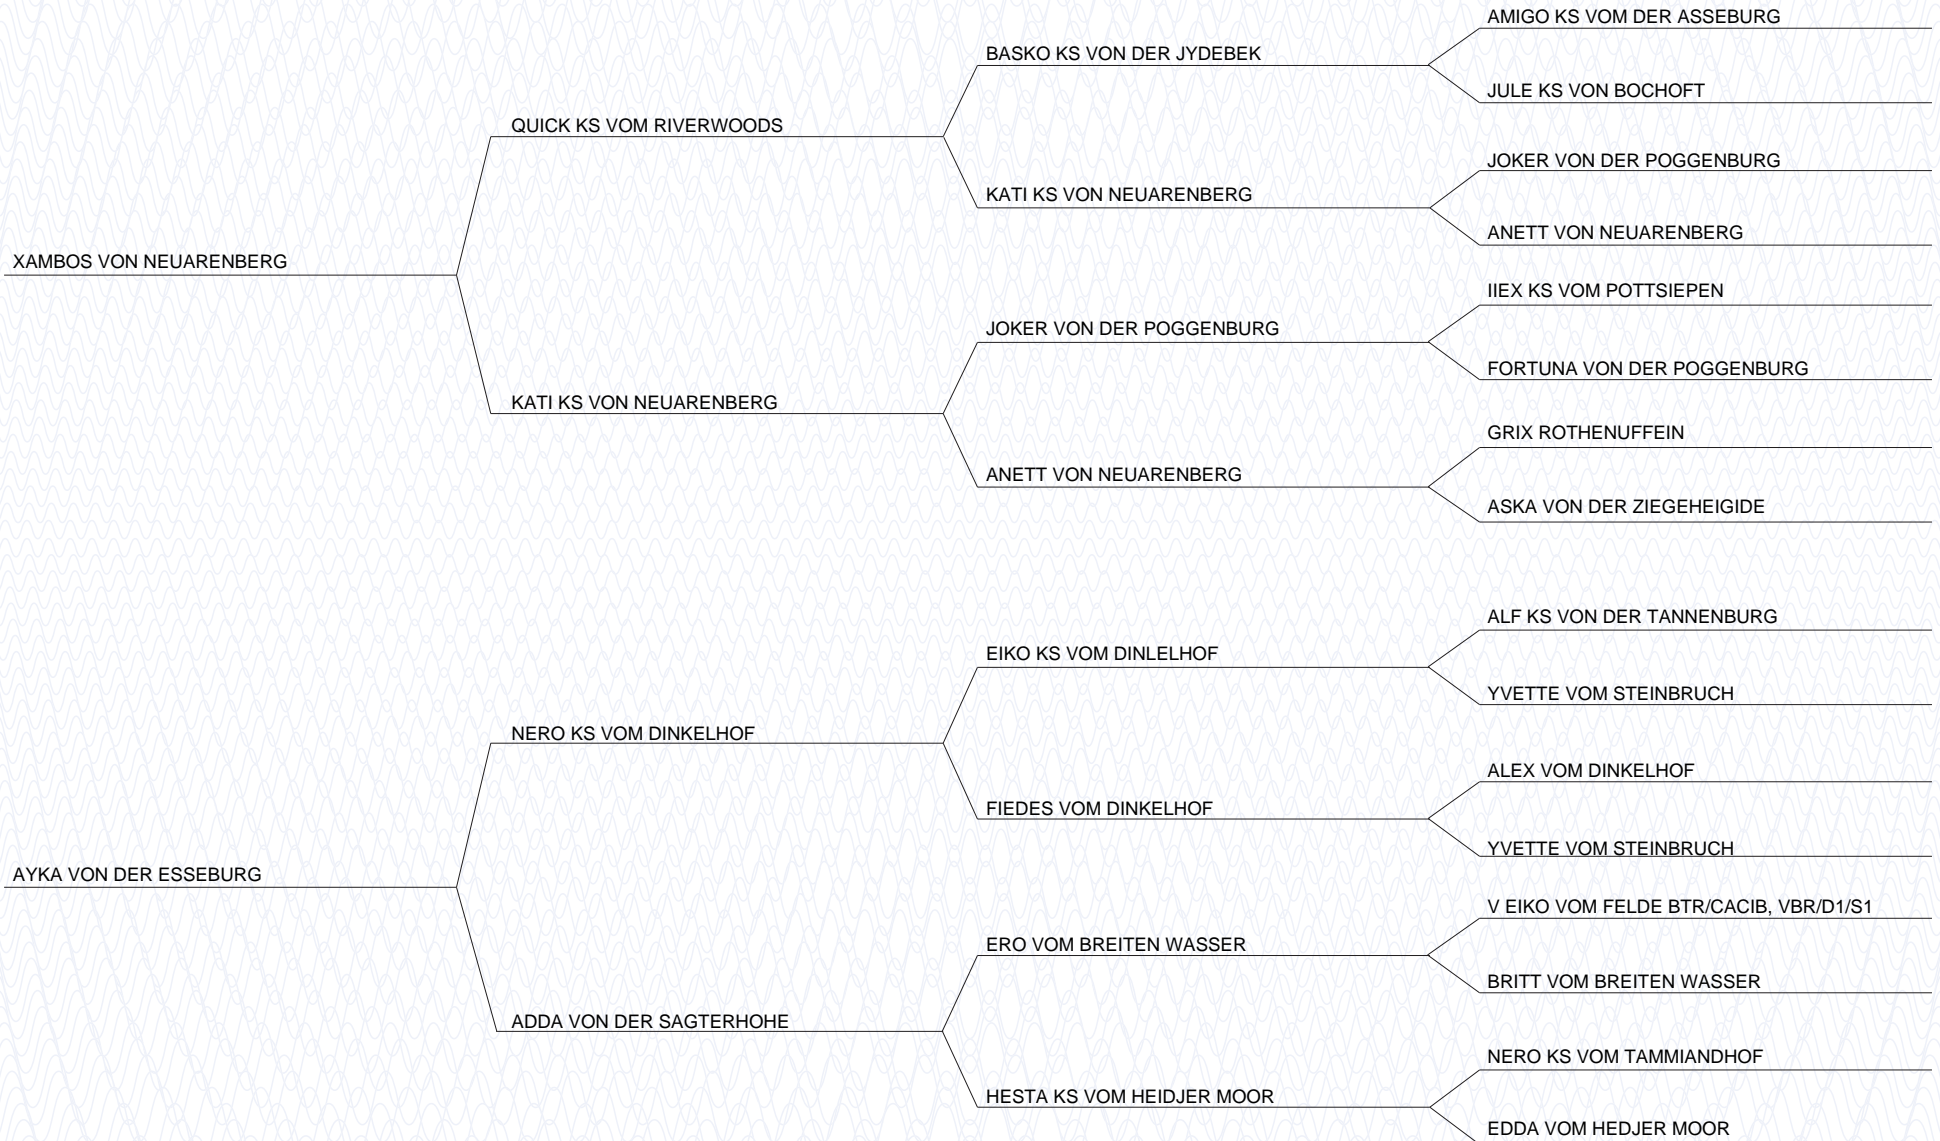 AMIGO KS VOM DER ASSEBURG
BASKO KS VON DER JYDEBEK
JULE KS VON BOCHOFT
QUICK KS VOM RIVERWOODS
JOKER VON DER POGGENBURG
KATI KS VON NEUARENBERG
ANETT VON NEUARENBERG
XAMBOS VON NEUARENBERG
IIEX KS VOM POTTSIEPEN
JOKER VON DER POGGENBURG
FORTUNA VON DER POGGENBURG
KATI KS VON NEUARENBERG
GRIX ROTHENUFFEIN
ANETT VON NEUARENBERG
ASKA VON DER ZIEGEHEIGIDE
ALF KS VON DER TANNENBURG
EIKO KS VOM DINLELHOF
YVETTE VOM STEINBRUCH
NERO KS VOM DINKELHOF
ALEX VOM DINKELHOF
FIEDES VOM DINKELHOF
YVETTE VOM STEINBRUCH
AYKA VON DER ESSEBURG
V EIKO VOM FELDE BTR/CACIB, VBR/D1/S1
ERO VOM BREITEN WASSER
BRITT VOM BREITEN WASSER
ADDA VON DER SAGTERHOHE
NERO KS VOM TAMMIANDHOF
HESTA KS VOM HEIDJER MOOR
EDDA VOM HEDJER MOOR